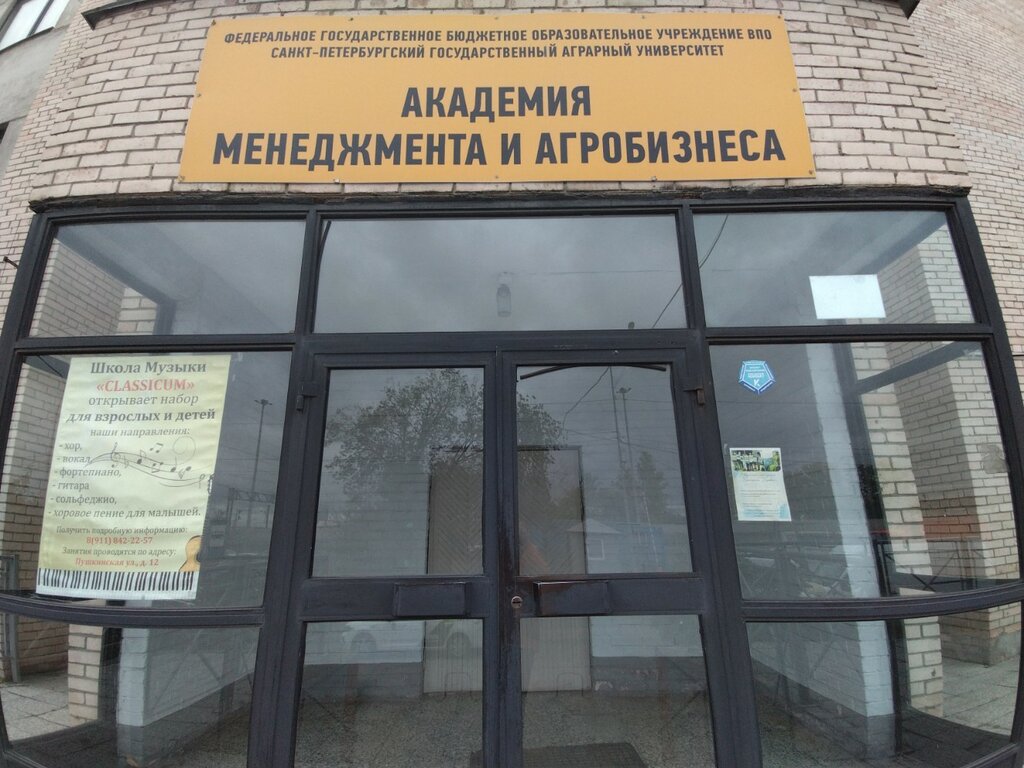 ФЕДЕРАЛЬНОЕ ГОСУДАРСТВЕННОЕ БЮДЖЕТНОЕ ОБРАЗОВАТЕЛЬНОЕ УЧРЕЖДЕНИЕ ВПО
САНКТ-ПЕТЕРБУРГСКИЙ ГОСУДАРСТВЕННЫЙ АГРАРНЫЙ УНИВЕРСИТЕТ
АКАДЕМИЯ
МЕНЕДЖМЕНТА И АГРОБИЗНЕСА
Школа Музыки
«CLASSICUM»
открывает набор
для взрослых и детей
наши направления:
- хор,
- вокал,
- фортепиано,
- гитара
- сольфеджио,
- хоровое пение для малышей.
Получить подробную информацию:
8(911) 842-22-57
Занятия проводятся по адресу:
Пушкинская ул., д. 12
К